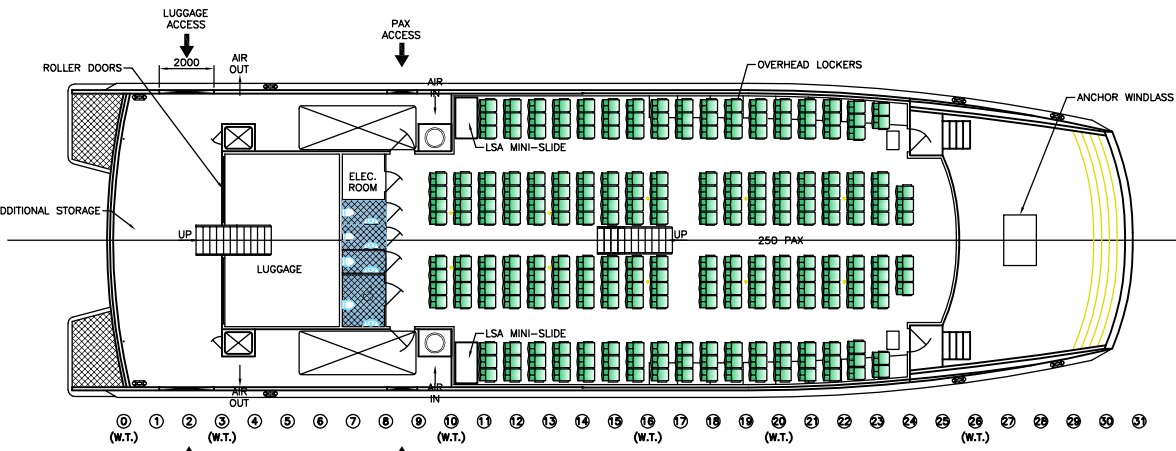 LUGGAGE
ACCESS
PAX
ACCESS
2000
AIR
OUT
AIR
IN
ROLLER DOORS
OVERHEAD LOCKERS
ANCHOR WINDLASS
LSA MINI-SLIDE
ELEC.
ROOM
DDITIONAL STORAGE
UP
UP
250 PAX
LUGGAGE
LSA MINI-SLIDE
AIR
OUT
AIR
IN
0 1 2 3 4 5 6 7 8 9 10 11 12 13 14 15 16 17 18 19 20 21 22 23 24 25 26 27 28 29 30 31
(W.T.) (W.T.) (W.T.) (W.T.) (W.T.) (W.T.)